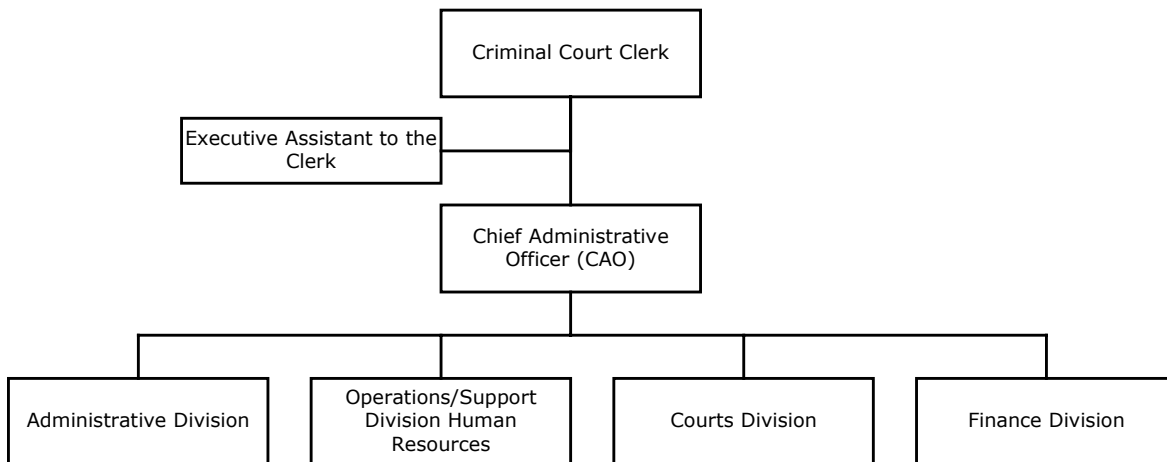 Criminal Court Clerk
Executive Assistant to the
Clerk
Chief Administrative
Officer (CAO)
Administrative Division
Operations/Support
Division Human
Resources
Courts Division
Finance Division